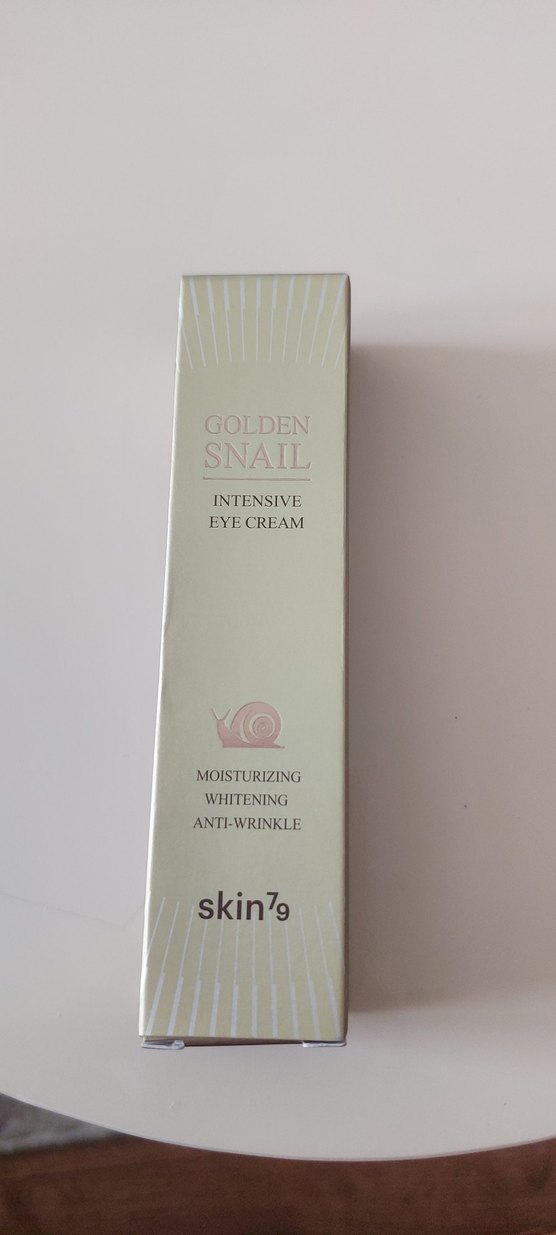 GOLDEN
SNAIL
INTENSIVE
EYE CREAM
MOISTURIZING
WHITENING
ANTI-WRINKLE
skin79